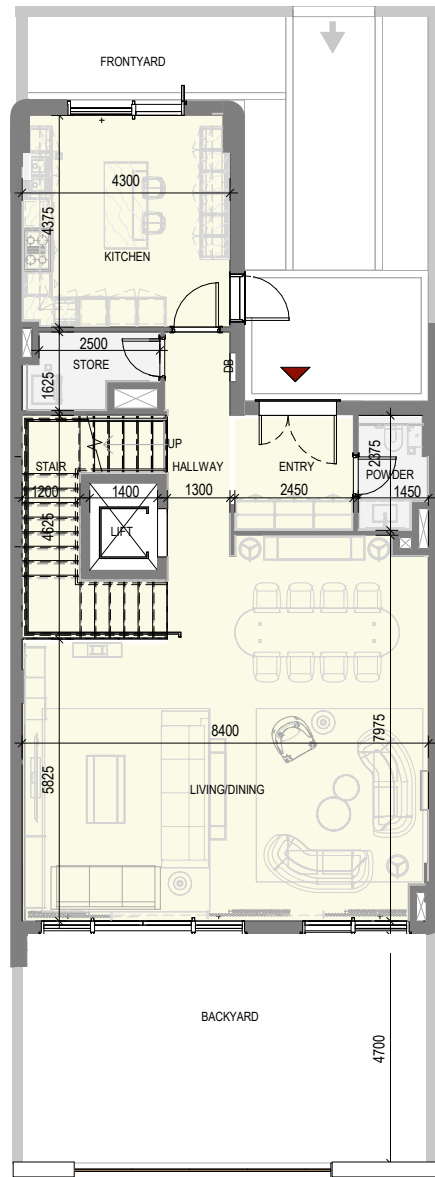 FRONTYARD
4300
4375
KITCHEN
2500
STORE
DB
1625
UP
STAIR
HALLWAY
ENTRY
2375
POWDER
1200
1400
1300
2450
1450
4625
LIFT
8400
7975
5825
LIVING/DINING
BACKYARD
4700